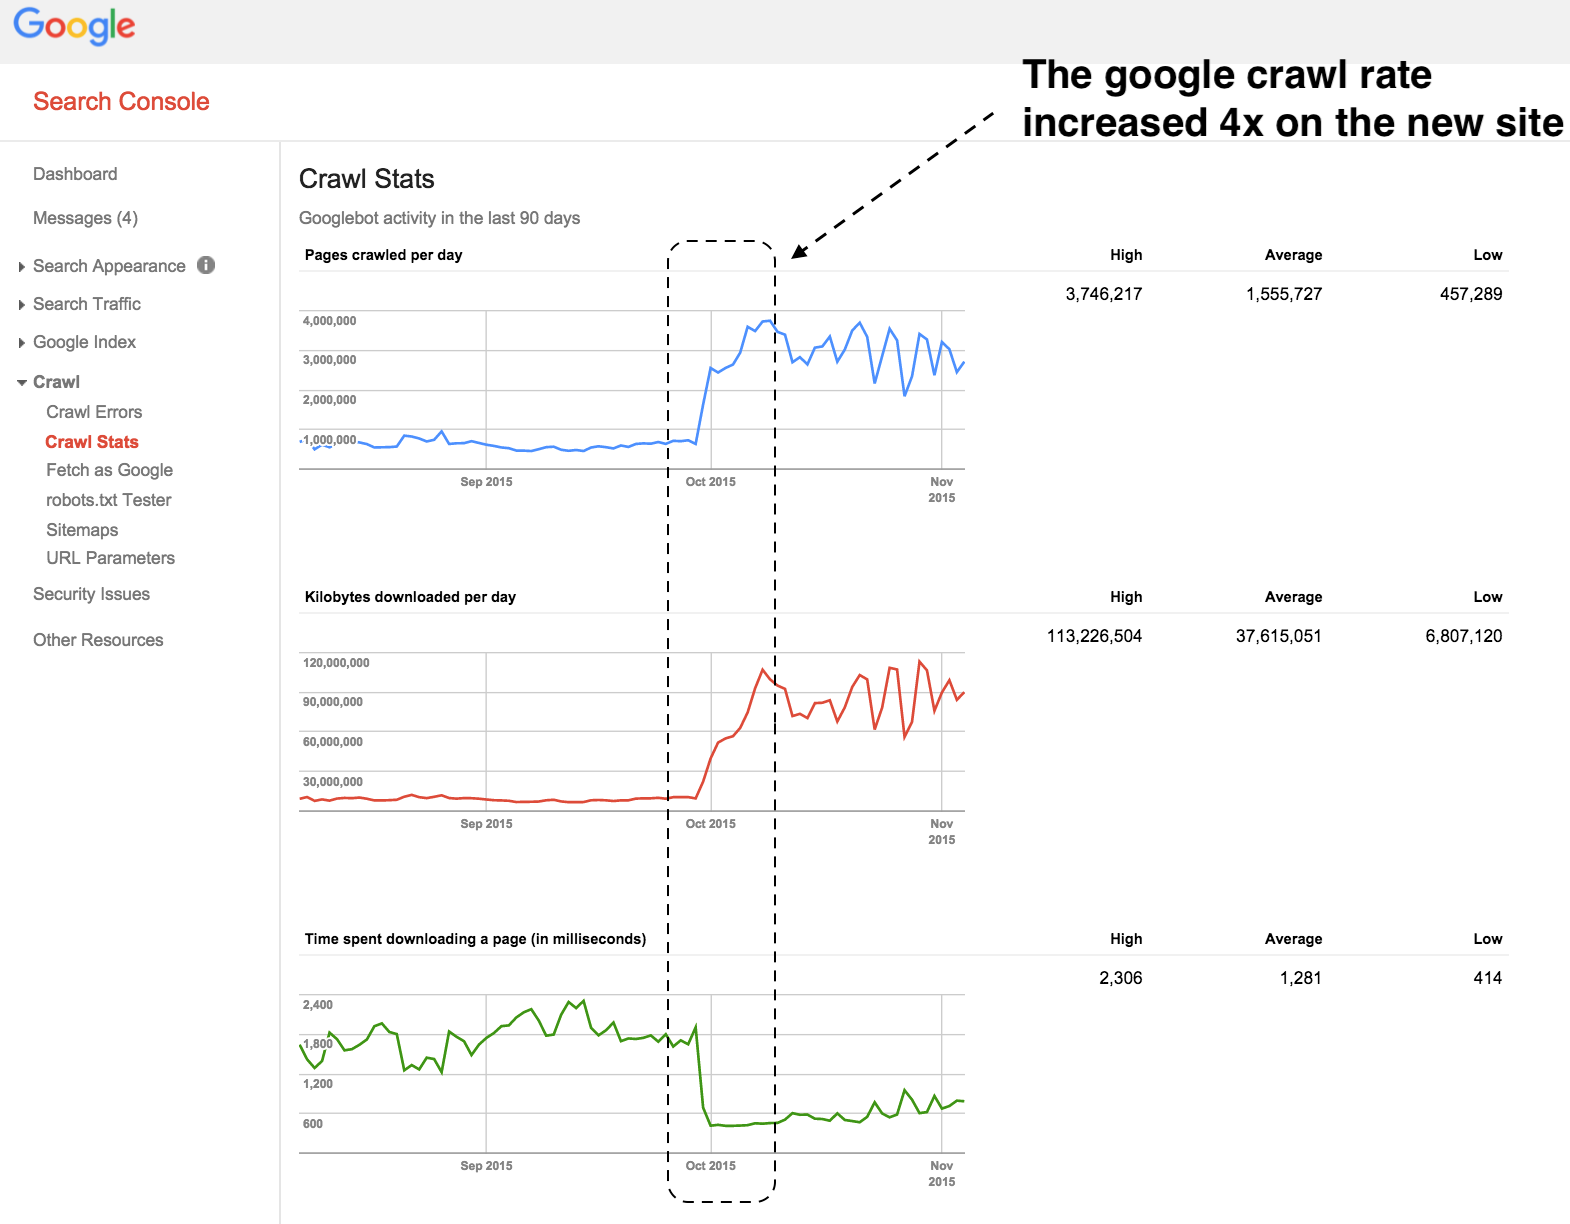 Google
The google crawl rate
increased 4x on the new site
Search Console
Dashboard
Messages (4)
Search Appearance
Search Traffic
Google Index
Crawl
Crawl Errors
Crawl Stats
Fetch as Google
robots.txt Tester
Sitemaps
URL Parameters
Security Issues
Other Resources
Crawl Stats
Googlebot activity in the last 90 days
Pages crawled per day High Average Low
3,746,217 1,555,727 457,289
4,000,000
3,000,000
2,000,000
1,000,000
Sep 2015 Oct 2015 Nov
2015
Kilobytes downloaded per day High Average Low
113,226,504 37,615,051 6,807,120
120,000,000
90,000,000
60,000,000
30,000,000
Sep 2015 Oct 2015 Nov
2015
Time spent downloading a page (in milliseconds) High Average Low
2,306 1,281 414
2,400
1,800
1,200
600
Sep 2015 Oct 2015 Nov
2015